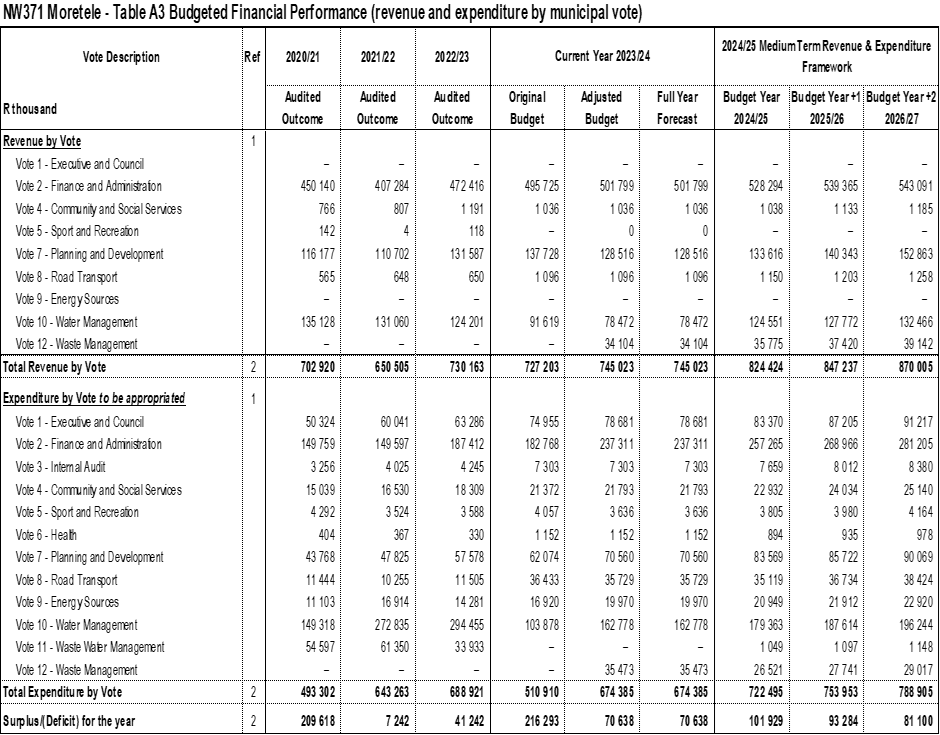 NW371 Moretele - Table A3 Budgeted Financial Performance (revenue and expenditure by municipal vote)
Vote Description Ref 2020/21 2021/22 2022/23 Current Year 2023/24 2024/25 Medium Term Revenue & Expenditure Framework
R thousand Audited Outcome Audited Outcome Audited Outcome Original Budget Adjusted Budget Full Year Forecast Budget Year 2024/25 Budget Year +1 2025/26 Budget Year +2 2026/27
Revenue by Vote 1
Vote 1 - Executive and Council – – – – – – – – –
Vote 2 - Finance and Administration 450 140 407 284 472 416 495 725 501 799 501 799 528 294 539 365 543 091
Vote 4 - Community and Social Services 766 807 1 191 1 036 1 036 1 036 1 038 1 133 1 185
Vote 5 - Sport and Recreation 142 4 118 – 0 0 – – –
Vote 7 - Planning and Development 116 177 110 702 131 587 137 728 128 516 128 516 133 616 140 343 152 863
Vote 8 - Road Transport 565 648 650 1 096 1 096 1 096 1 150 1 203 1 258
Vote 9 - Energy Sources – – – – – – – – –
Vote 10 - Water Management 135 128 131 060 124 201 91 619 78 472 78 472 124 551 127 772 132 466
Vote 12 - Waste Management – – – – 34 104 34 104 35 775 37 420 39 142
Total Revenue by Vote 2 702 920 650 505 730 163 727 203 745 023 745 023 824 424 847 237 870 005
Expenditure by Vote to be appropriated 1
Vote 1 - Executive and Council 50 324 60 041 63 286 74 955 78 681 78 681 83 370 87 205 91 217
Vote 2 - Finance and Administration 149 759 149 597 187 412 182 768 237 311 237 311 257 265 268 966 281 205
Vote 3 - Internal Audit 3 256 4 025 4 245 7 303 7 303 7 303 7 659 8 012 8 380
Vote 4 - Community and Social Services 15 039 16 530 18 309 21 372 21 793 21 793 22 932 24 034 25 140
Vote 5 - Sport and Recreation 4 292 3 524 3 588 4 057 3 636 3 636 3 805 3 980 4 164
Vote 6 - Health 404 367 330 1 152 1 152 1 152 894 935 978
Vote 7 - Planning and Development 43 768 47 825 57 578 62 074 70 560 70 560 83 569 85 722 90 069
Vote 8 - Road Transport 11 444 10 255 11 505 36 433 35 729 35 729 35 119 36 734 38 424
Vote 9 - Energy Sources 11 103 16 914 14 281 16 920 19 970 19 970 20 949 21 912 22 920
Vote 10 - Water Management 149 318 272 835 294 455 103 878 162 778 162 778 179 363 187 614 196 244
Vote 11 - Waste Water Management 54 597 61 350 33 933 – – – 1 049 1 097 1 148
Vote 12 - Waste Management – – – – 35 473 35 473 26 521 27 741 29 017
Total Expenditure by Vote 2 493 302 643 263 688 921 510 910 674 385 674 385 722 495 753 953 788 905
Surplus/(Deficit) for the year 2 209 618 7 242 41 242 216 293 70 638 70 638 101 929 93 284 81 100